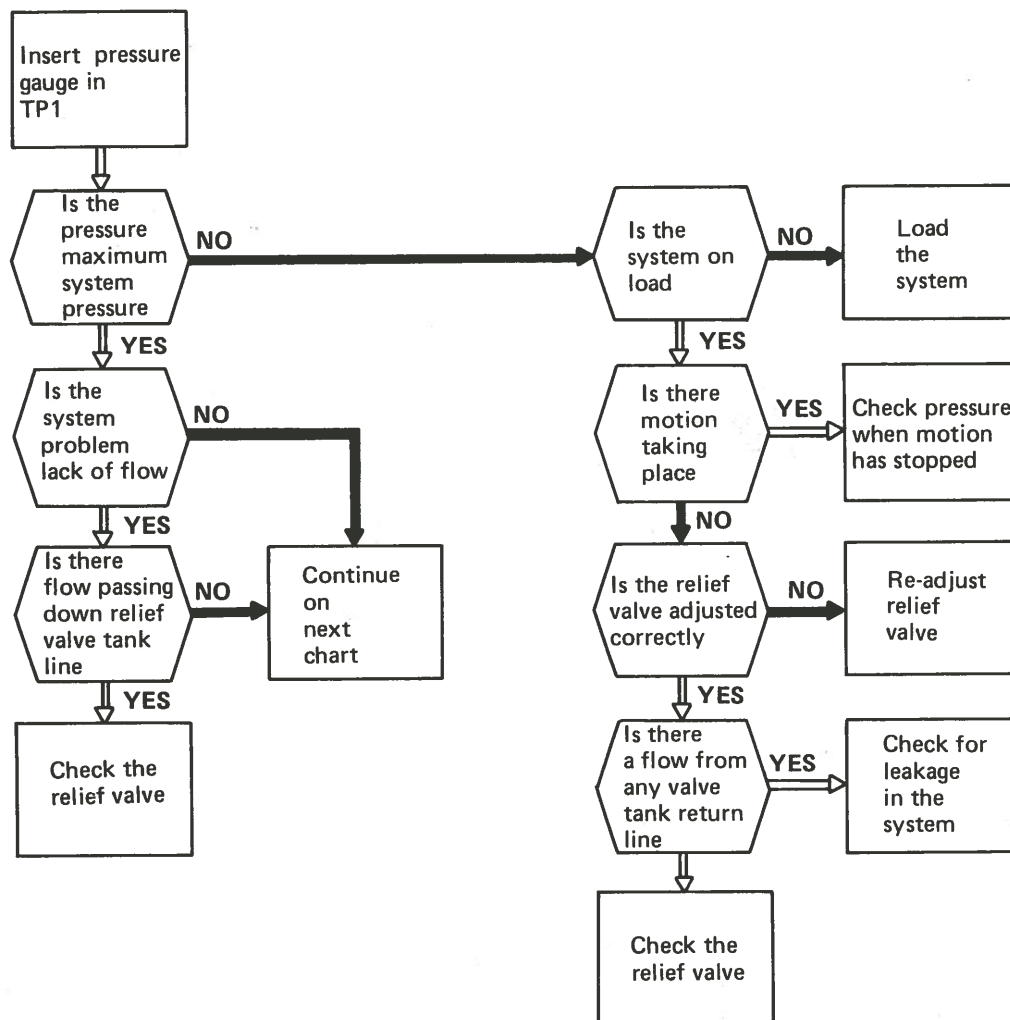 Insert pressure
gauge in
TP1
Is the
pressure
maximum
system
pressure
NO
YES
Is the
system
problem
lack of flow
NO
YES
Is there
flow passing
down relief
valve tank
line
NO
Continue
on
next
chart
YES
Check the
relief valve
Is the
system on
load
NO
Load
the
system
YES
Is there
motion
taking
place
YES
Check pressure
when motion
has stopped
NO
Is the relief
valve adjusted
correctly
NO
Re-adjust
relief
valve
YES
Is there
a flow from
any valve
tank return
line
YES
Check for
leakage
in the
system
Check the
relief valve